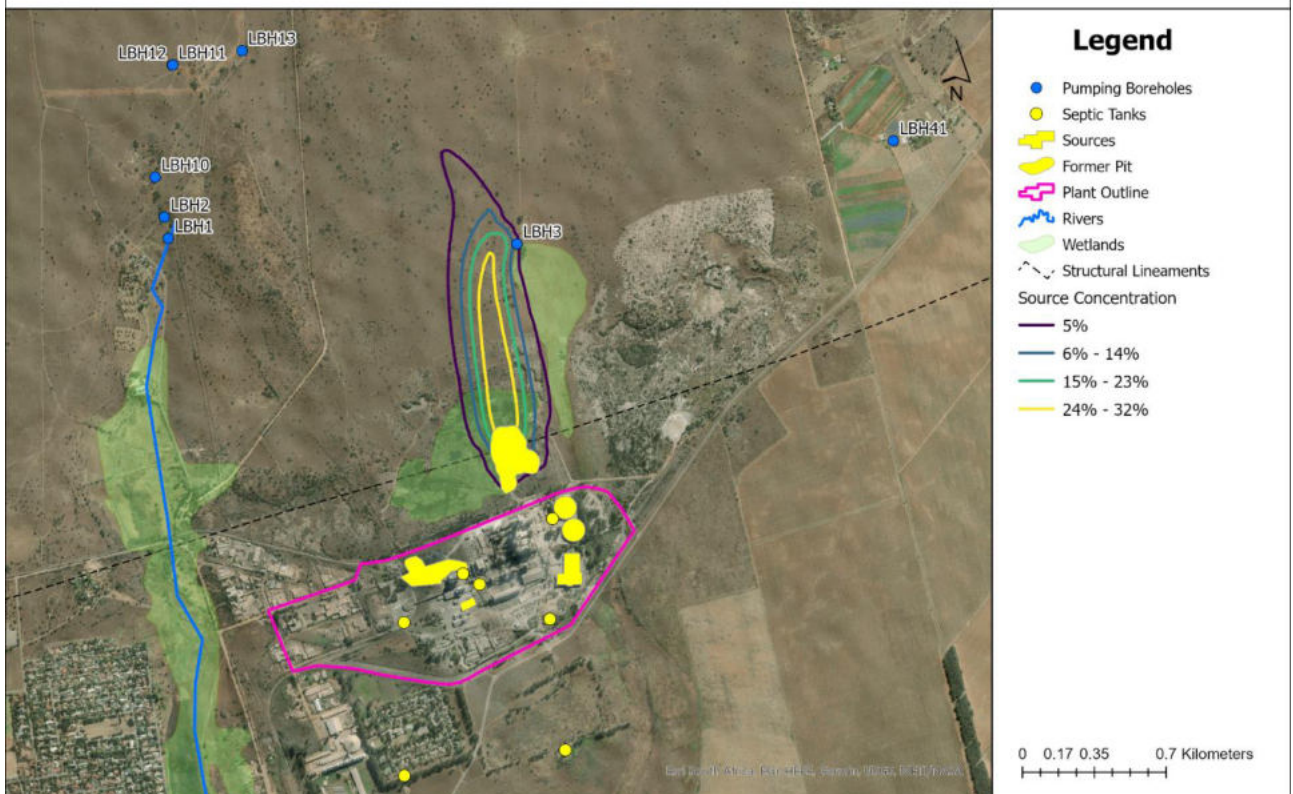 LBH12
LBH11
LBH13
N
LBH41
LBH10
LBH2
LBH1
LBH3
Legend
Pumping Boreholes
Septic Tanks
Sources
Former Pit
Plant Outline
Rivers
Wetlands
Structural Lineaments
Source Concentration
5%
6% - 14%
15% - 23%
24% - 32%
0 0.17 0.35 0.7 Kilometers